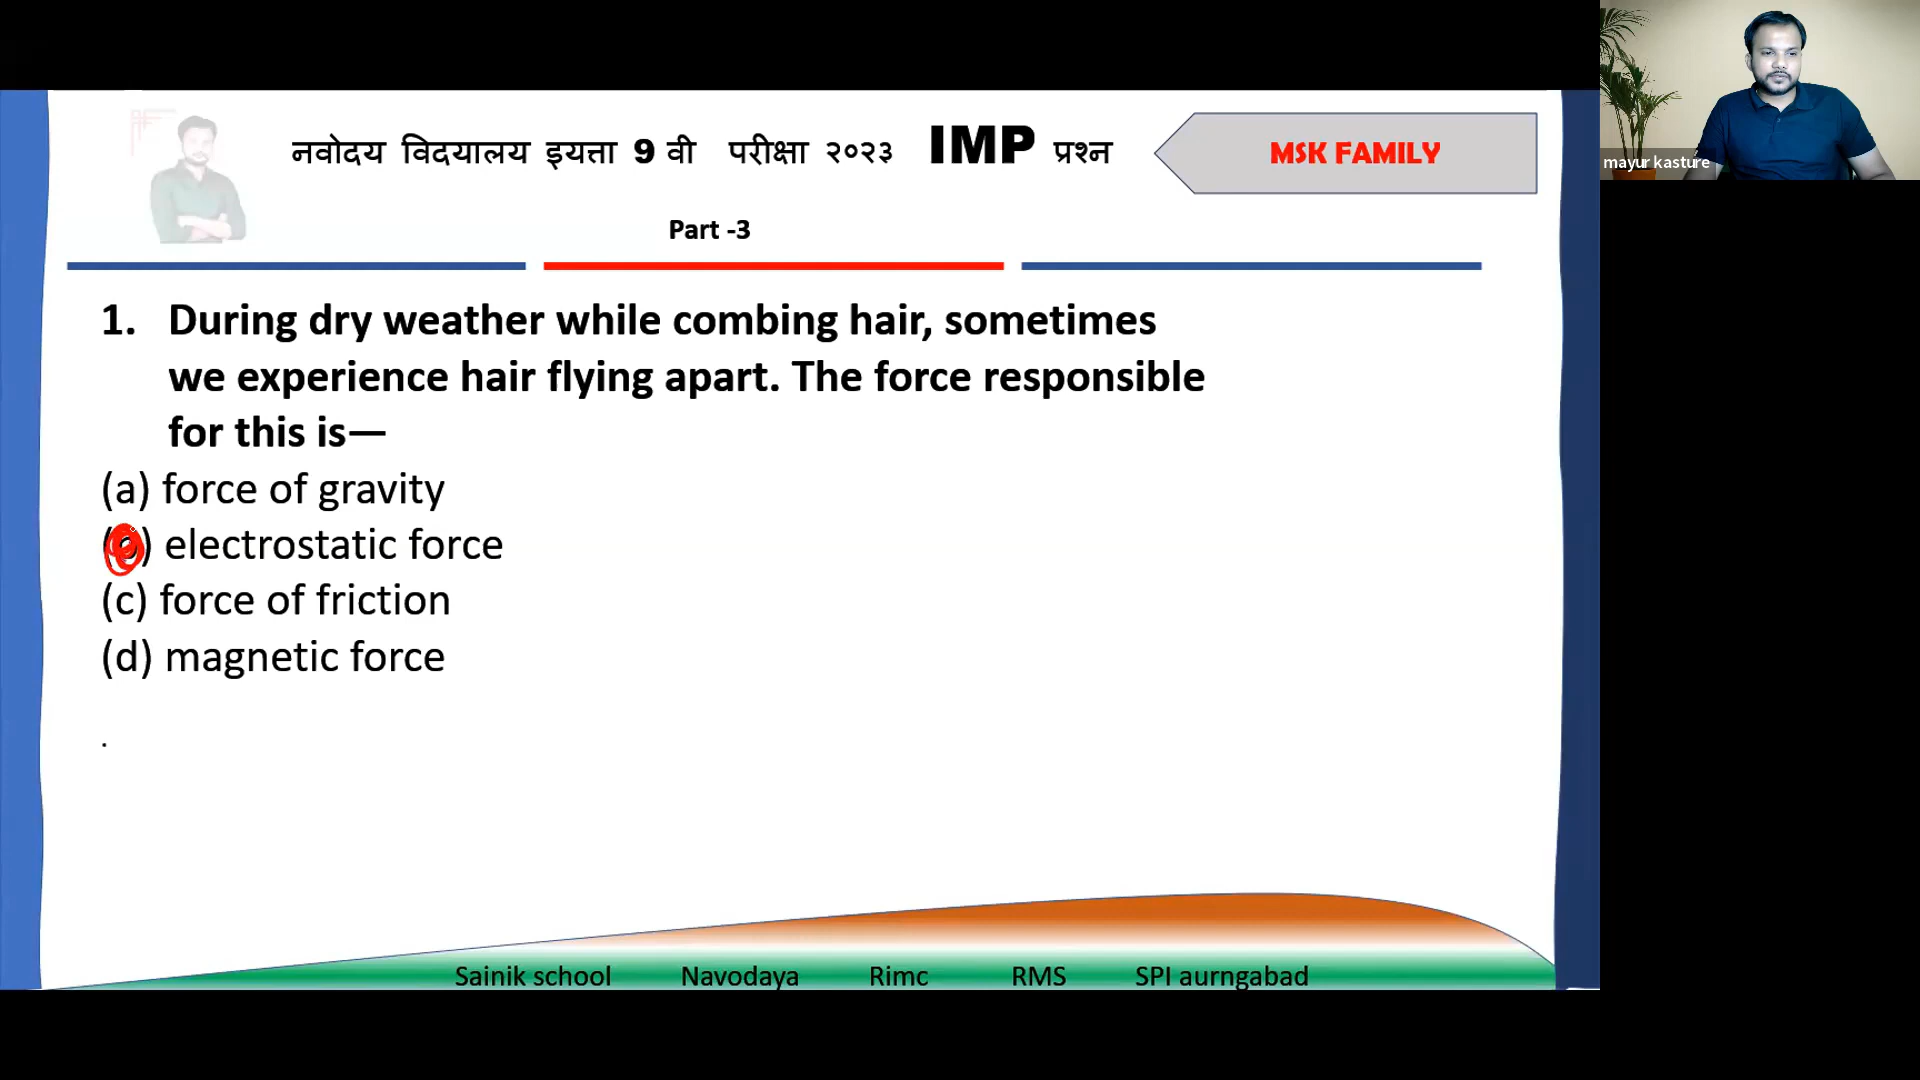 नवोदय विदयालय इयत्ता 9 वी परीक्षा २०२३ IMP प्रश्न
MSK FAMILY
mayur kasture
Part -3
1. During dry weather while combing hair, sometimes
we experience hair flying apart. The force responsible
for this is—
(a) force of gravity
electrostatic force
(c) force of friction
(d) magnetic force
.
Sainik school Navodaya Rimc RMS SPI aurngabad